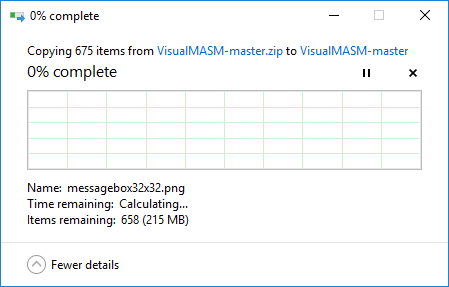 0% complete
Copying 675 items from VisualMASM-master.zip to VisualMASM-master
0% complete
Name: messagebox32x32.png
Time remaining: Calculating...
Items remaining: 658 (215 MB)
Fewer details